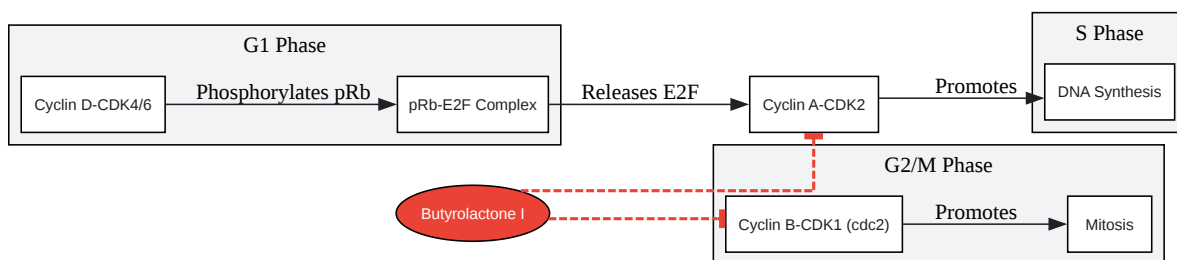 G1 Phase
Cyclin D-CDK4/6
Phosphorylates pRb
pRb-E2F Complex
Releases E2F
Cyclin A-CDK2
Promotes
S Phase
DNA Synthesis
Butyrolactone I
G2/M Phase
Cyclin B-CDK1 (cdc2)
Promotes
Mitosis